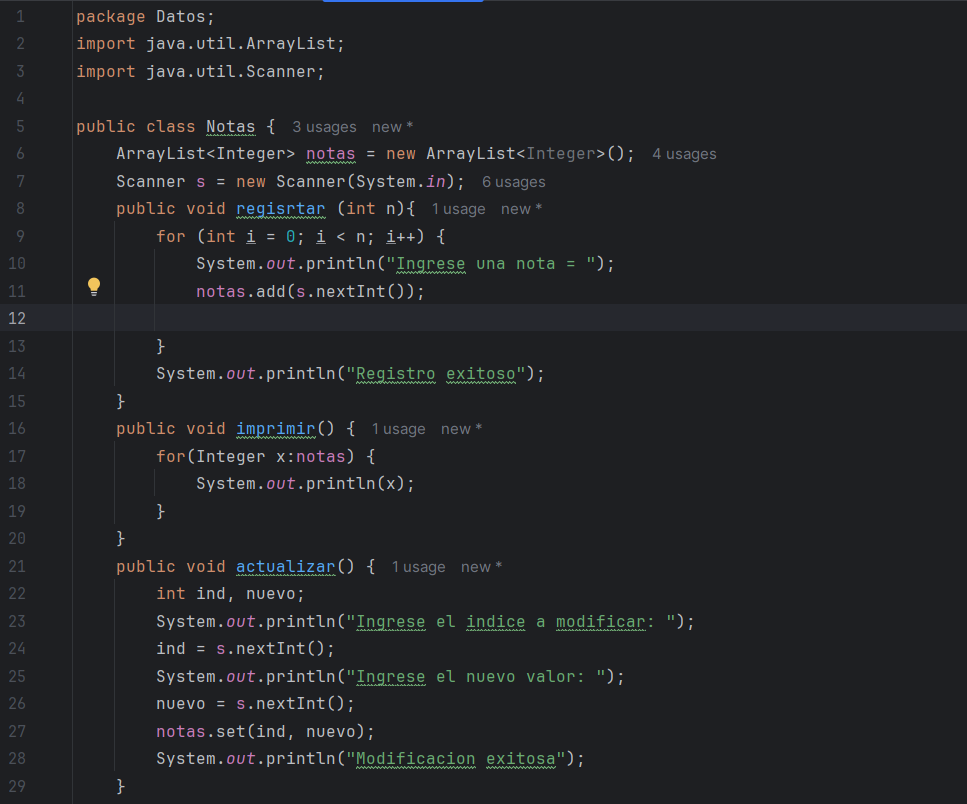 1 package Datos;
2 import java.util.ArrayList;
3 import java.util.Scanner;
4
5 public class Notas { 3 usages new *
6 ArrayList<Integer> notas = new ArrayList<Integer>(); 4 usages
7 Scanner s = new Scanner(System.in); 6 usages
8 public void regisrtar (int n){ 1 usage new *
9 for (int i = 0; i < n; i++) {
10 System.out.println("Ingrese una nota = ");
11 notas.add(s.nextInt());
12
13 }
14 System.out.println("Registro exitoso");
15 }
16 public void imprimir() { 1 usage new *
17 for(Integer x:notas) {
18 System.out.println(x);
19 }
20 }
21 public void actualizar() { 1 usage new *
22 int ind, nuevo;
23 System.out.println("Ingrese el indice a modificar: ");
24 ind = s.nextInt();
25 System.out.println("Ingrese el nuevo valor: ");
26 nuevo = s.nextInt();
27 notas.set(ind, nuevo);
28 System.out.println("Modificacion exitosa");
29 }